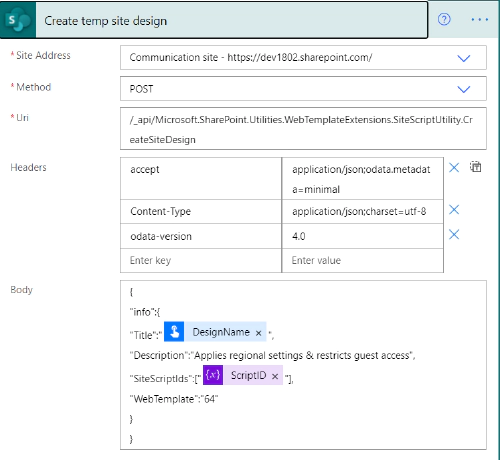 Create temp site design
* Site Address
Communication site - https://dev1802.sharepoint.com/
* Method
POST
* Uri
/_api/Microsoft.SharePoint.Utilities.WebTemplateExtensions.SiteScriptUtility.Cr
eateSiteDesign
Headers
accept
application/json;odata.metadat
a=minimal
Content-Type
application/json;charset=utf-8
odata-version
4.0
Enter key
Enter value
Body
{
"info":{
"Title":" DesignName × ",
"Description":"Applies regional settings & restricts guest access",
"SiteScriptIds":[" {x} ScriptID × "],
"WebTemplate":"64"
}
}